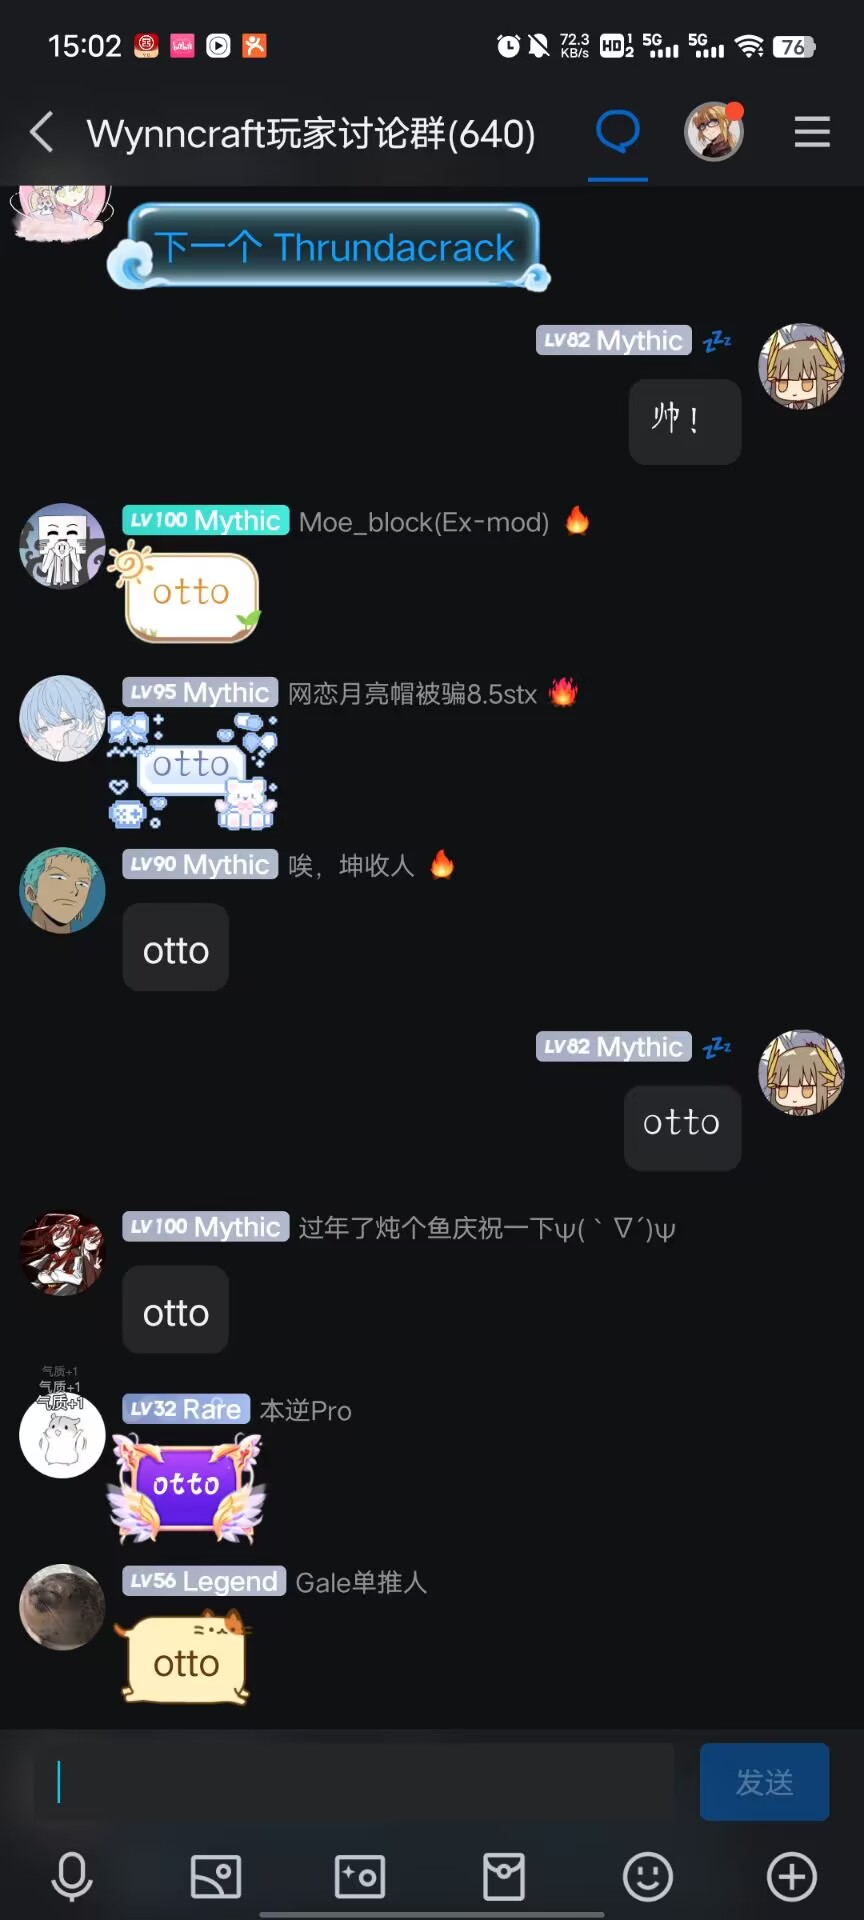 15:02
72.3 KB/s HD 1 2 5G 5G 76
Wynncraft玩家讨论群(640)
下一个 Thrundacrack
LV82 Mythic zzz
帅！
LV100 Mythic Moe_block(Ex-mod)
otto
LV95 Mythic 网恋月亮帽被骗8.5stx
otto
LV90 Mythic 唉，坤收人
otto
LV82 Mythic zzz
otto
LV100 Mythic 过年了炖个鱼庆祝一下ψ(｀∇´)ψ
otto
气质+1
气质+1
气质+1
LV32 Rare 本逆Pro
otto
LV56 Legend Gale单推人
otto
发送